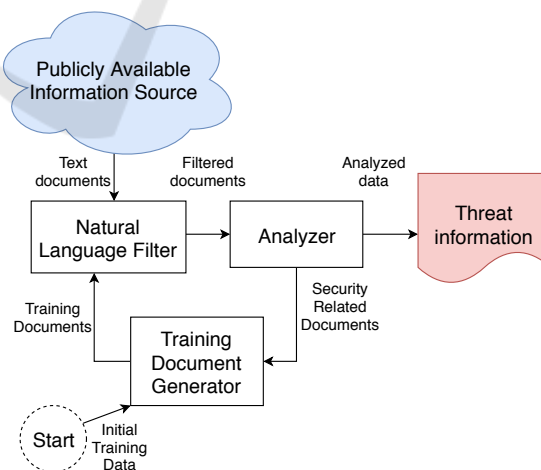 Publicly Available
Information Source
Text
documents
Filtered
documents
Analyzed
data
Natural
Language Filter
Analyzer
Threat
information
Training
Documents
Security
Related
Documents
Training
Document
Generator
Start
Initial
Training
Data